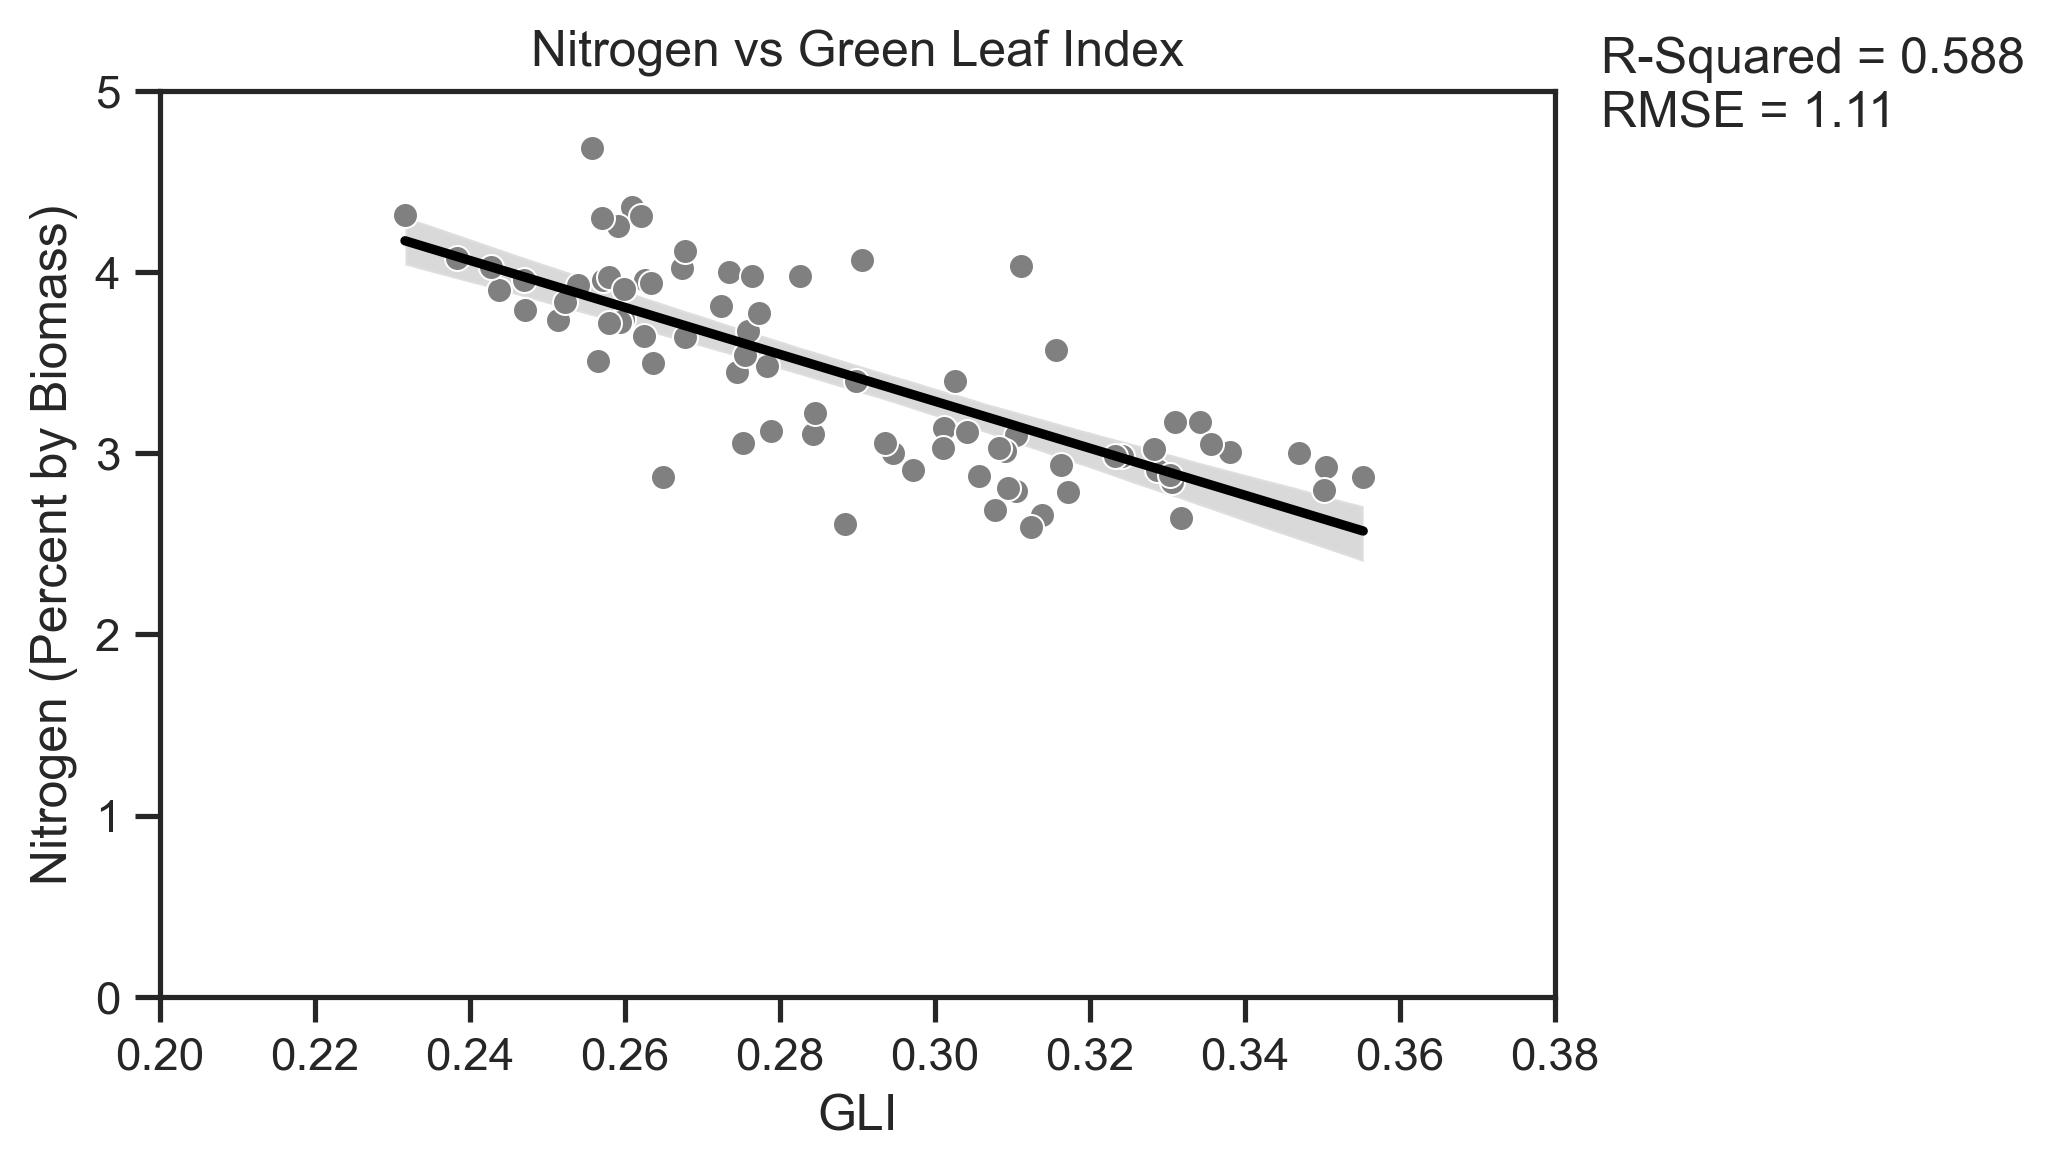 Nitrogen vs Green Leaf Index
R-Squared = 0.588
RMSE = 1.11
Nitrogen (Percent by Biomass)
5
4
3
2
1
0
0.20 0.22 0.24 0.26 0.28 0.30 0.32 0.34 0.36 0.38
GLI